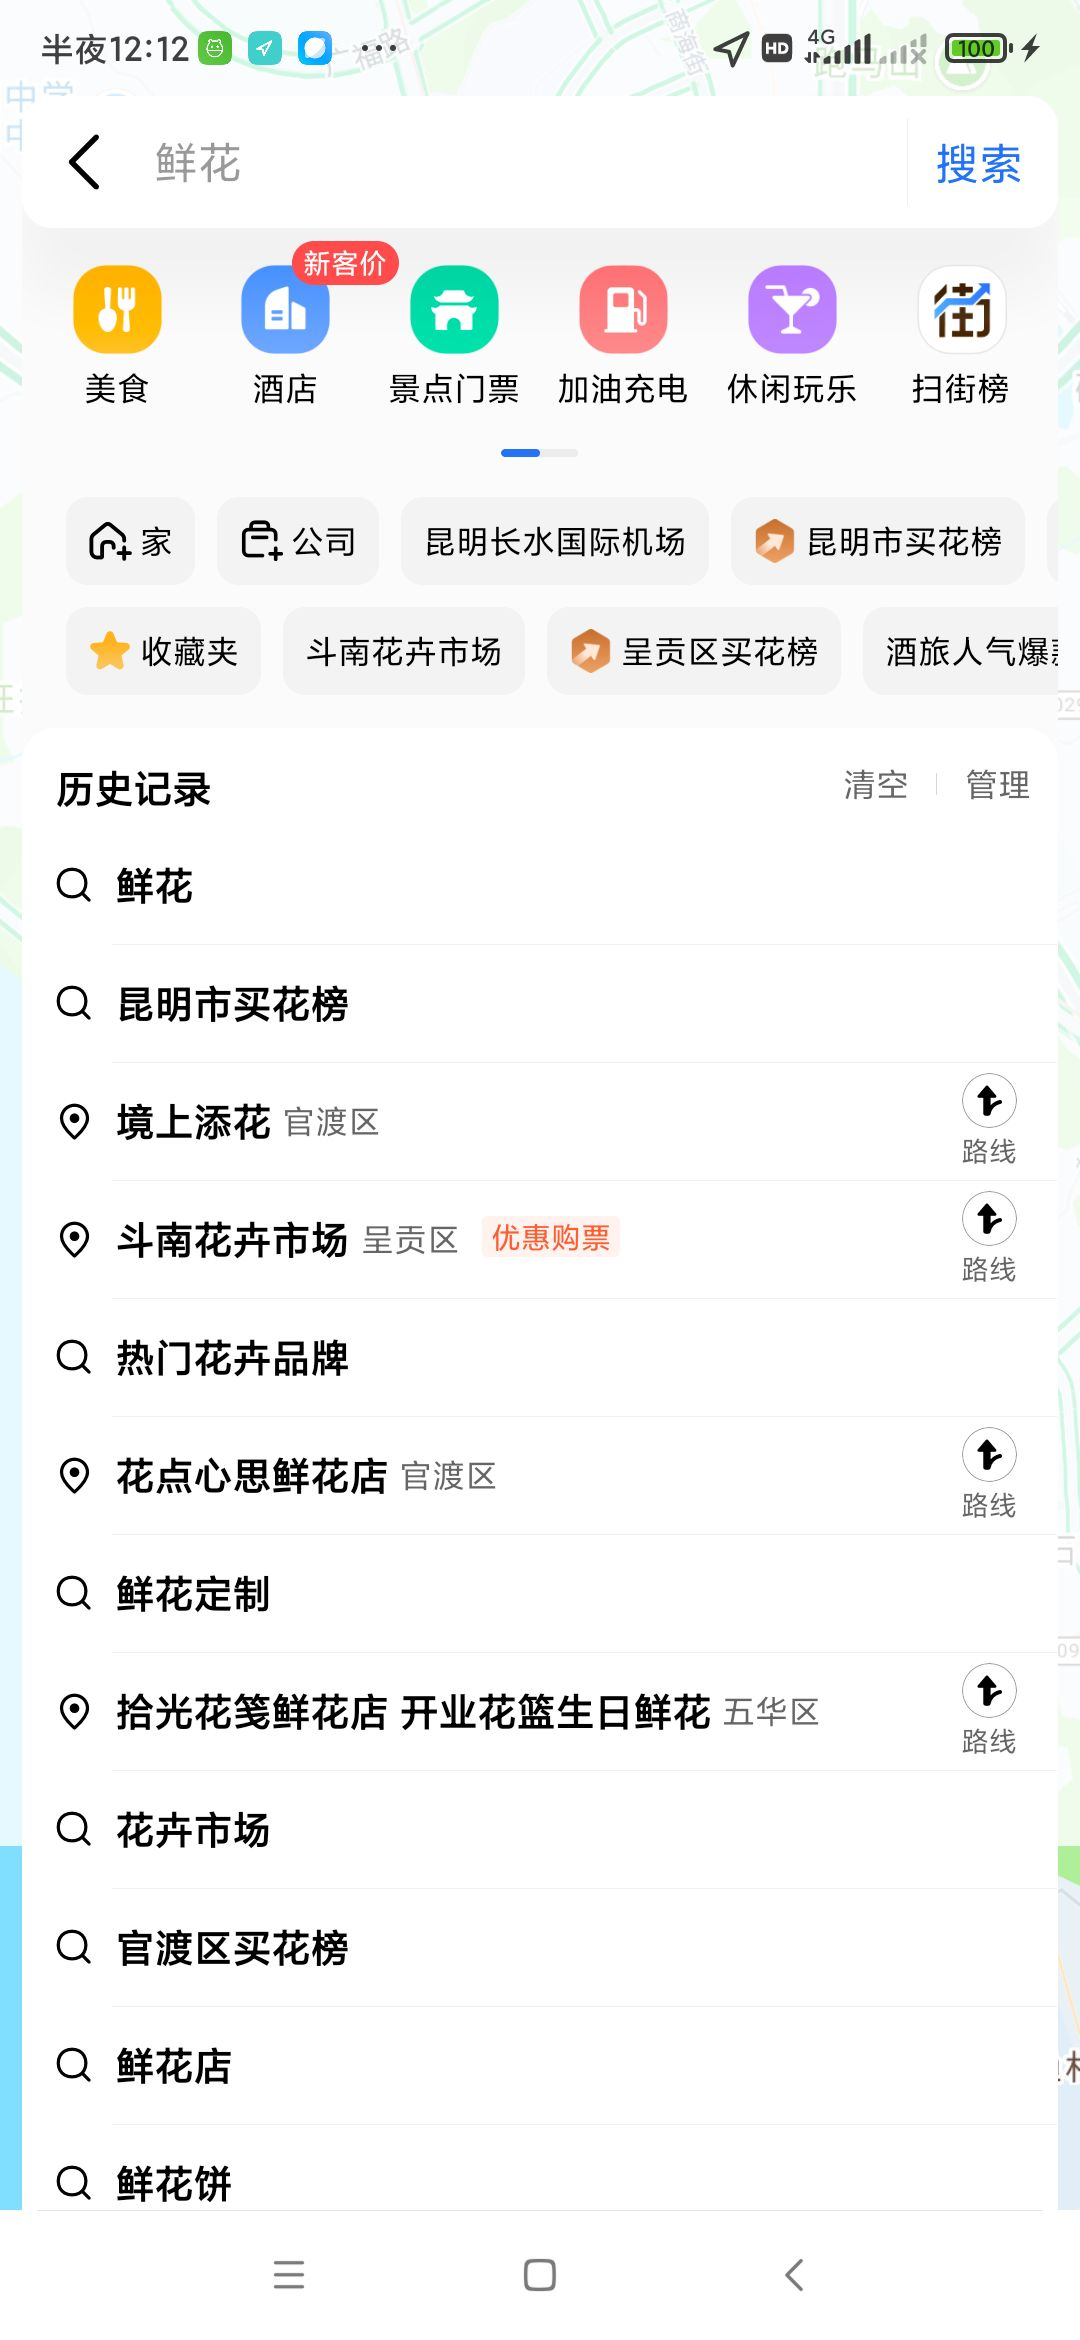 半夜12:12
HD
4G
100
鲜花
搜索
新客价
美食
酒店
景点门票
加油充电
休闲玩乐
扫街榜
家
公司
昆明长水国际机场
昆明市买花榜
收藏夹
斗南花卉市场
呈贡区买花榜
酒旅人气爆
历史记录
清空
管理
鲜花
昆明市买花榜
境上添花 官渡区
路线
斗南花卉市场 呈贡区 优惠购票
路线
热门花卉品牌
花点心思鲜花店 官渡区
路线
鲜花定制
拾光花笺鲜花店 开业花篮生日鲜花 五华区
路线
花卉市场
官渡区买花榜
鲜花店
鲜花饼